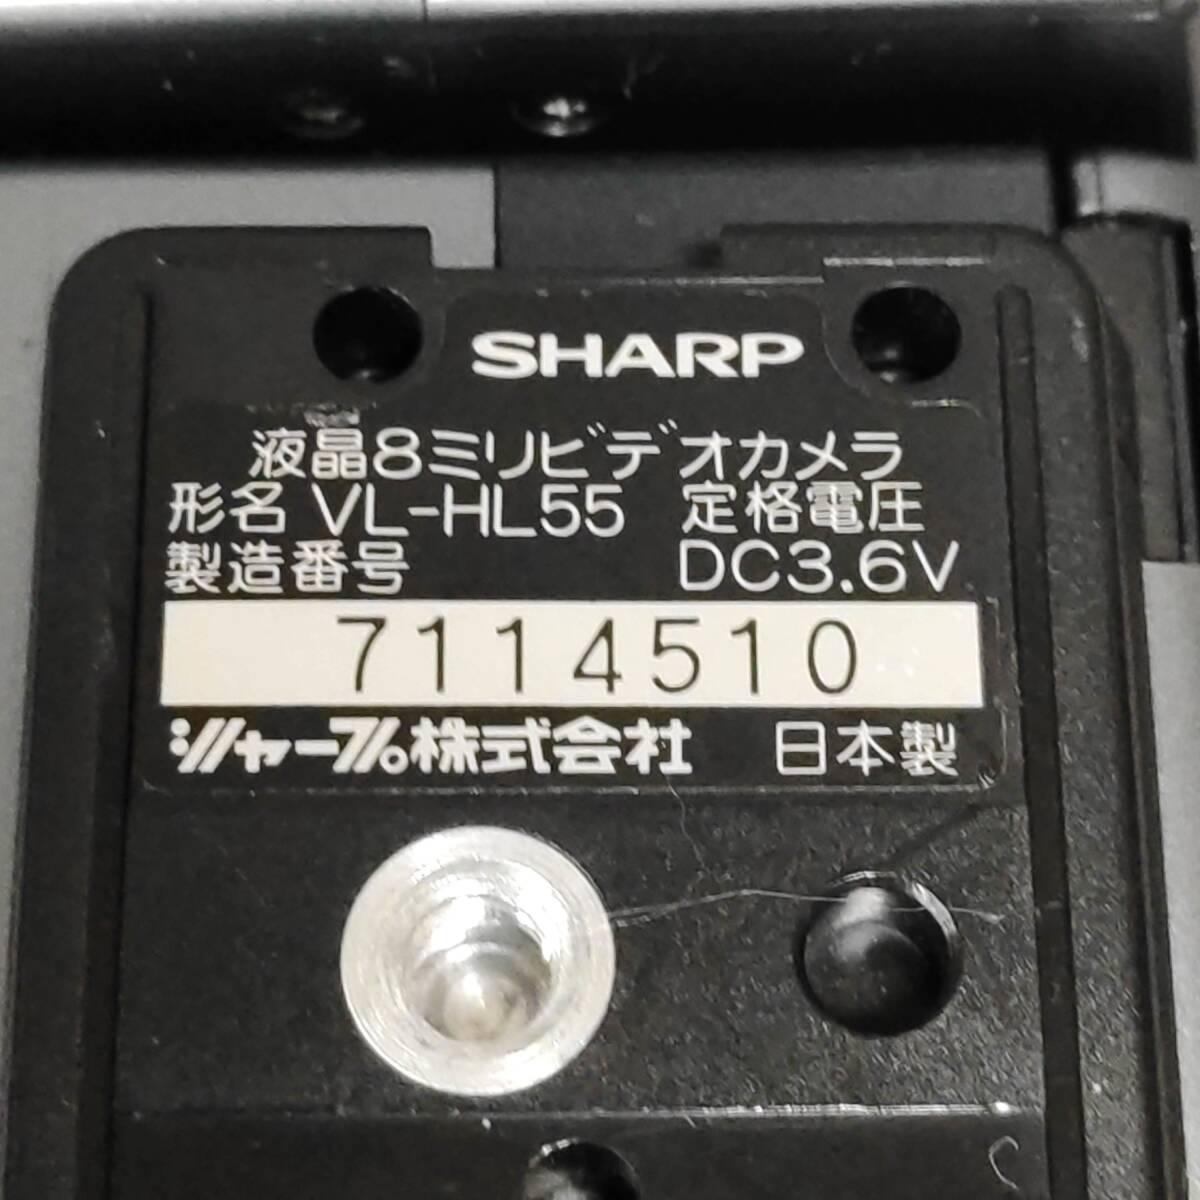 SHARP
液晶8ミリビデオカメラ
形名 VL-HL55 定格電圧
製造番号 DC3.6V
7114510
シャープ株式会社 日本製